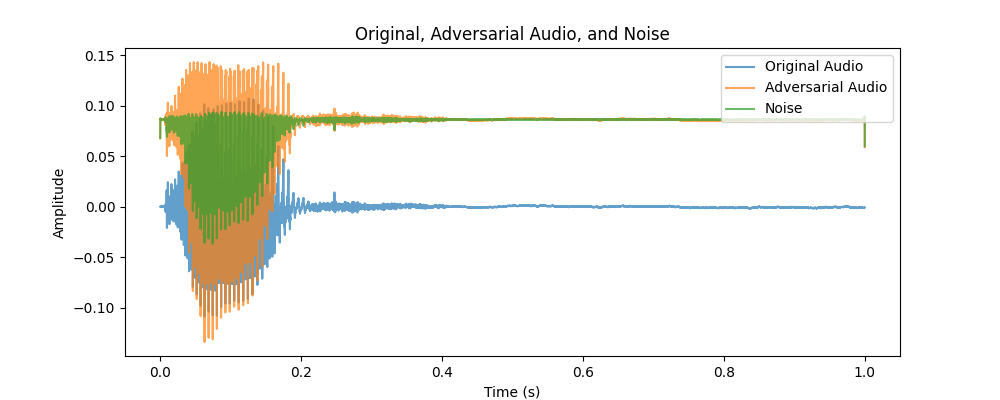 Original, Adversarial Audio, and Noise
Original Audio
Adversarial Audio
Noise
Amplitude
0.15
0.10
0.05
0.00
−0.05
−0.10
0.0 0.2 0.4 0.6 0.8 1.0
Time (s)